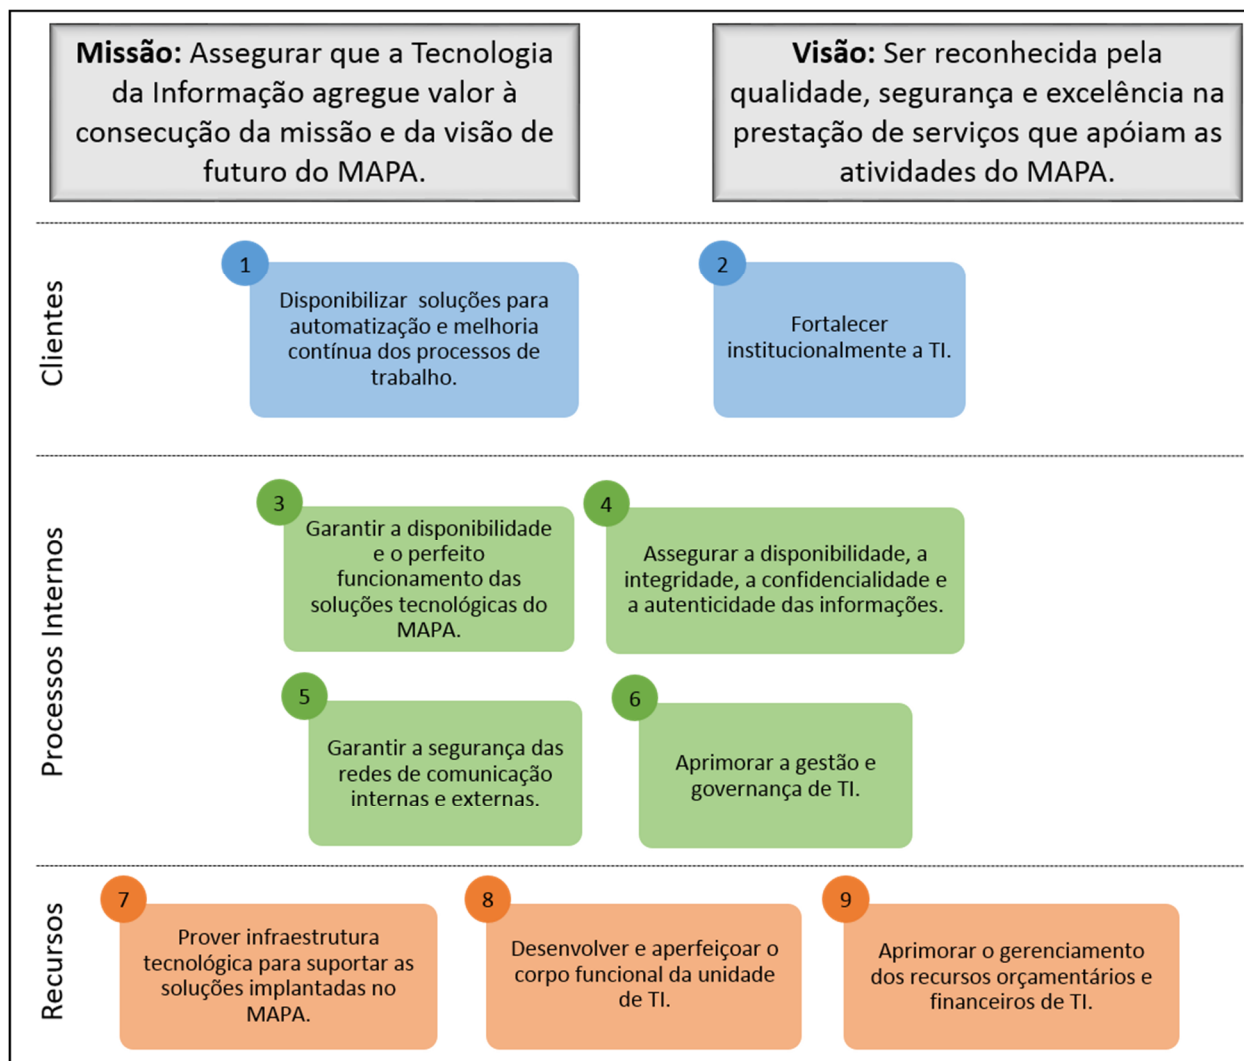 Missão: Assegurar que a Tecnologia
da Informação agregue valor à
consecução da missão e da visão de
futuro do MAPA.
Visão: Ser reconhecida pela
qualidade, segurança e excelência na
prestação de serviços que apóiam as
atividades do MAPA.
Clientes
1
Disponibilizar soluções para
automatização e melhoria
contínua dos processos de
trabalho.
2
Fortalecer
institucionalmente a TI.
Processos Internos
3
Garantir a disponibilidade
e o perfeito
funcionamento das
soluções tecnológicas do
MAPA.
4
Assegurar a disponibilidade, a
integridade, a confidencialidade e
a autenticidade das informações.
5
Garantir a segurança das
redes de comunicação
internas e externas.
6
Aprimorar a gestão e
governança de TI.
Recursos
7
Prover infraestrutura
tecnológica para suportar as
soluções implantadas no
MAPA.
8
Desenvolver e aperfeiçoar o
corpo funcional da unidade
de TI.
9
Aprimorar o gerenciamento
dos recursos orçamentários e
financeiros de TI.